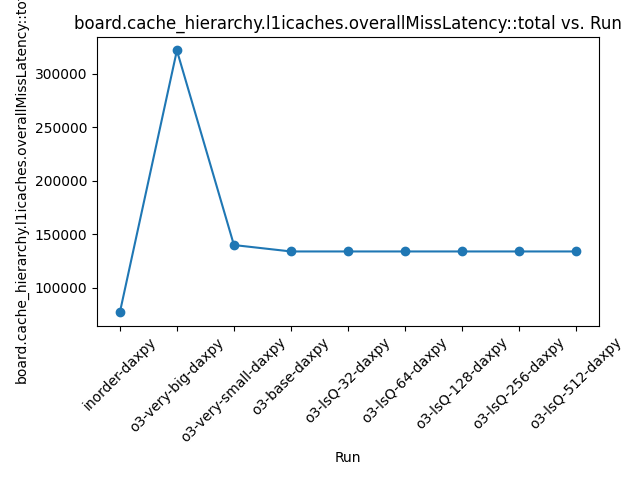 board.cache_hierarchy.l1icaches.overallMissLatency::total vs. Run
board.cache_hierarchy.l1icaches.overallMissLatency::to
300000
250000
200000
150000
100000
inorder-daxpy
o3-very-big-daxpy
o3-very-small-daxpy
o3-base-daxpy
o3-lsQ-32-daxpy
o3-lsQ-64-daxpy
o3-lsQ-128-daxpy
o3-lsQ-256-daxpy
o3-lsQ-512-daxpy
Run